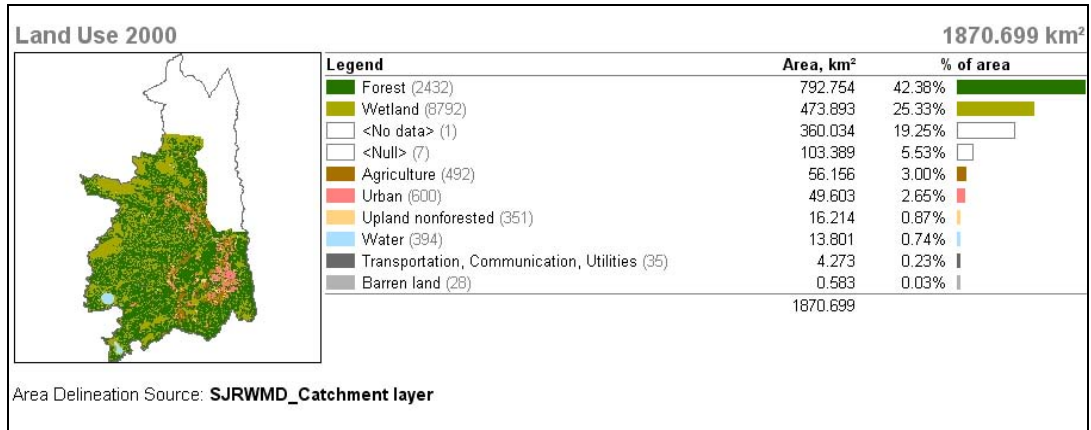 Land Use 2000 1870.699 km²
Legend Area, km² % of area
Forest (2432) 792.754 42.38%
Wetland (8792) 473.893 25.33%
<No data> (1) 360.034 19.25%
<Null> (7) 103.389 5.53%
Agriculture (492) 56.156 3.00%
Urban (600) 49.603 2.65%
Upland nonforested (351) 16.214 0.87%
Water (394) 13.801 0.74%
Transportation, Communication, Utilities (35) 4.273 0.23%
Barren land (28) 0.583 0.03%
1870.699
Area Delineation Source: SJRWMD_Catchment layer